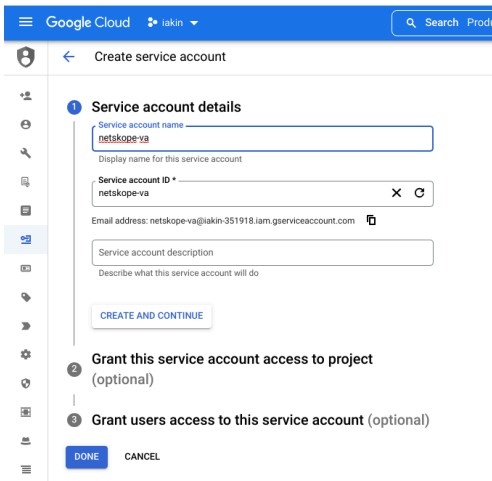 Google Cloud
iakin
Search Produ
Create service account
1 Service account details
Service account name
netskope-va
Display name for this service account
Service account ID *
netskope-va
Email address: netskope-va@iakin-351918.iam.gserviceaccount.com
Service account description
Describe what this service account will do
CREATE AND CONTINUE
2 Grant this service account access to project
(optional)
3 Grant users access to this service account (optional)
DONE
CANCEL